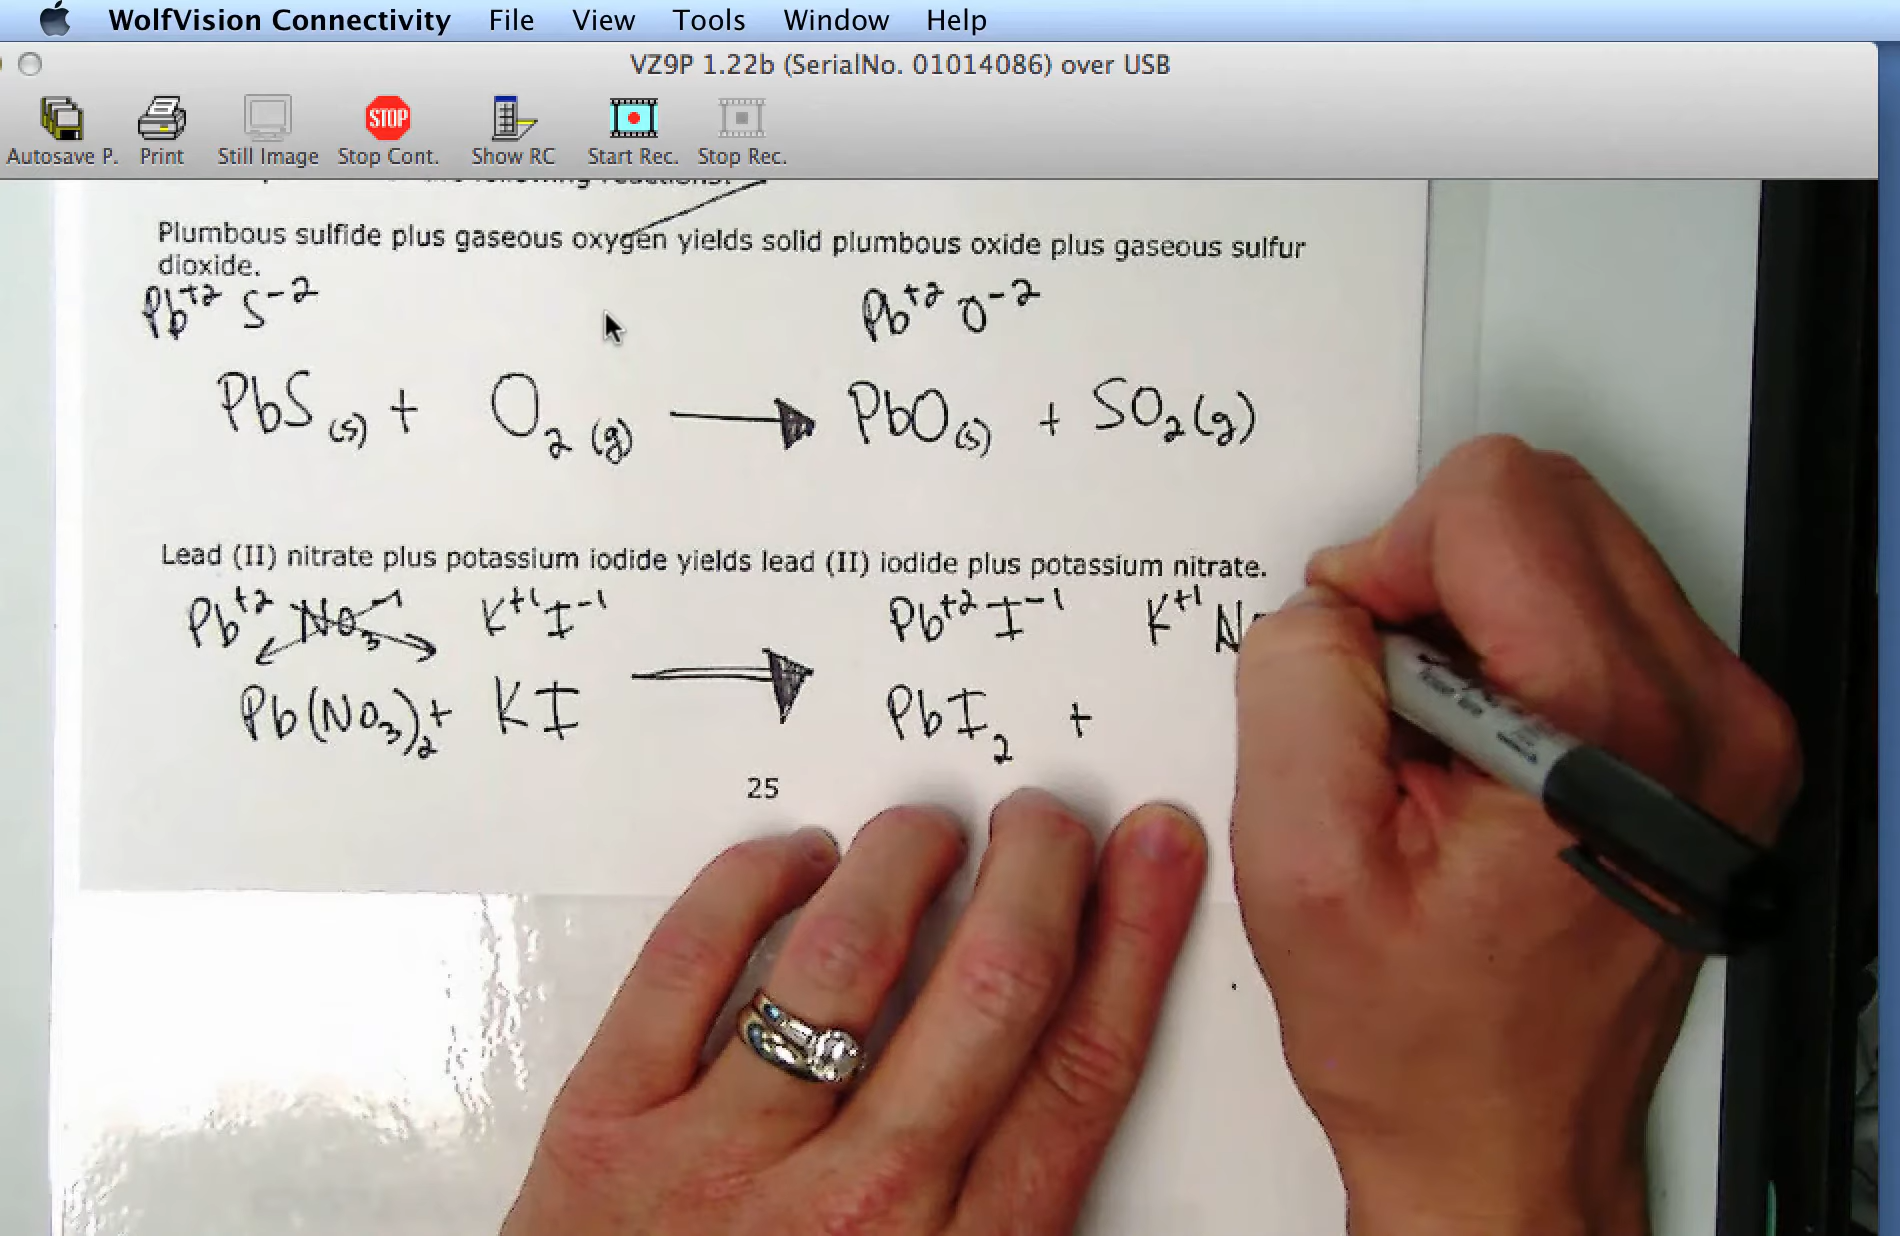 WolfVision Connectivity File View Tools Window Help
VZ9P 1.22b (SerialNo. 01014086) over USB
STOP
Autosave P. Print Still Image Stop Cont. Show RC Start Rec. Stop Rec.
following reactions.
Plumbous sulfide plus gaseous oxygen yields solid plumbous oxide plus gaseous sulfur
dioxide.
Pb⁺² S⁻² Pb⁺² O⁻²
PbS (s) + O₂ (g) → PbO (s) + SO₂ (g)
Lead (II) nitrate plus potassium iodide yields lead (II) iodide plus potassium nitrate.
Pb⁺² NO₃⁻¹ K⁺¹ I⁻¹ Pb⁺² I⁻¹ K⁺¹ N
Pb(NO₃)₂ + KI → PbI₂ +
25